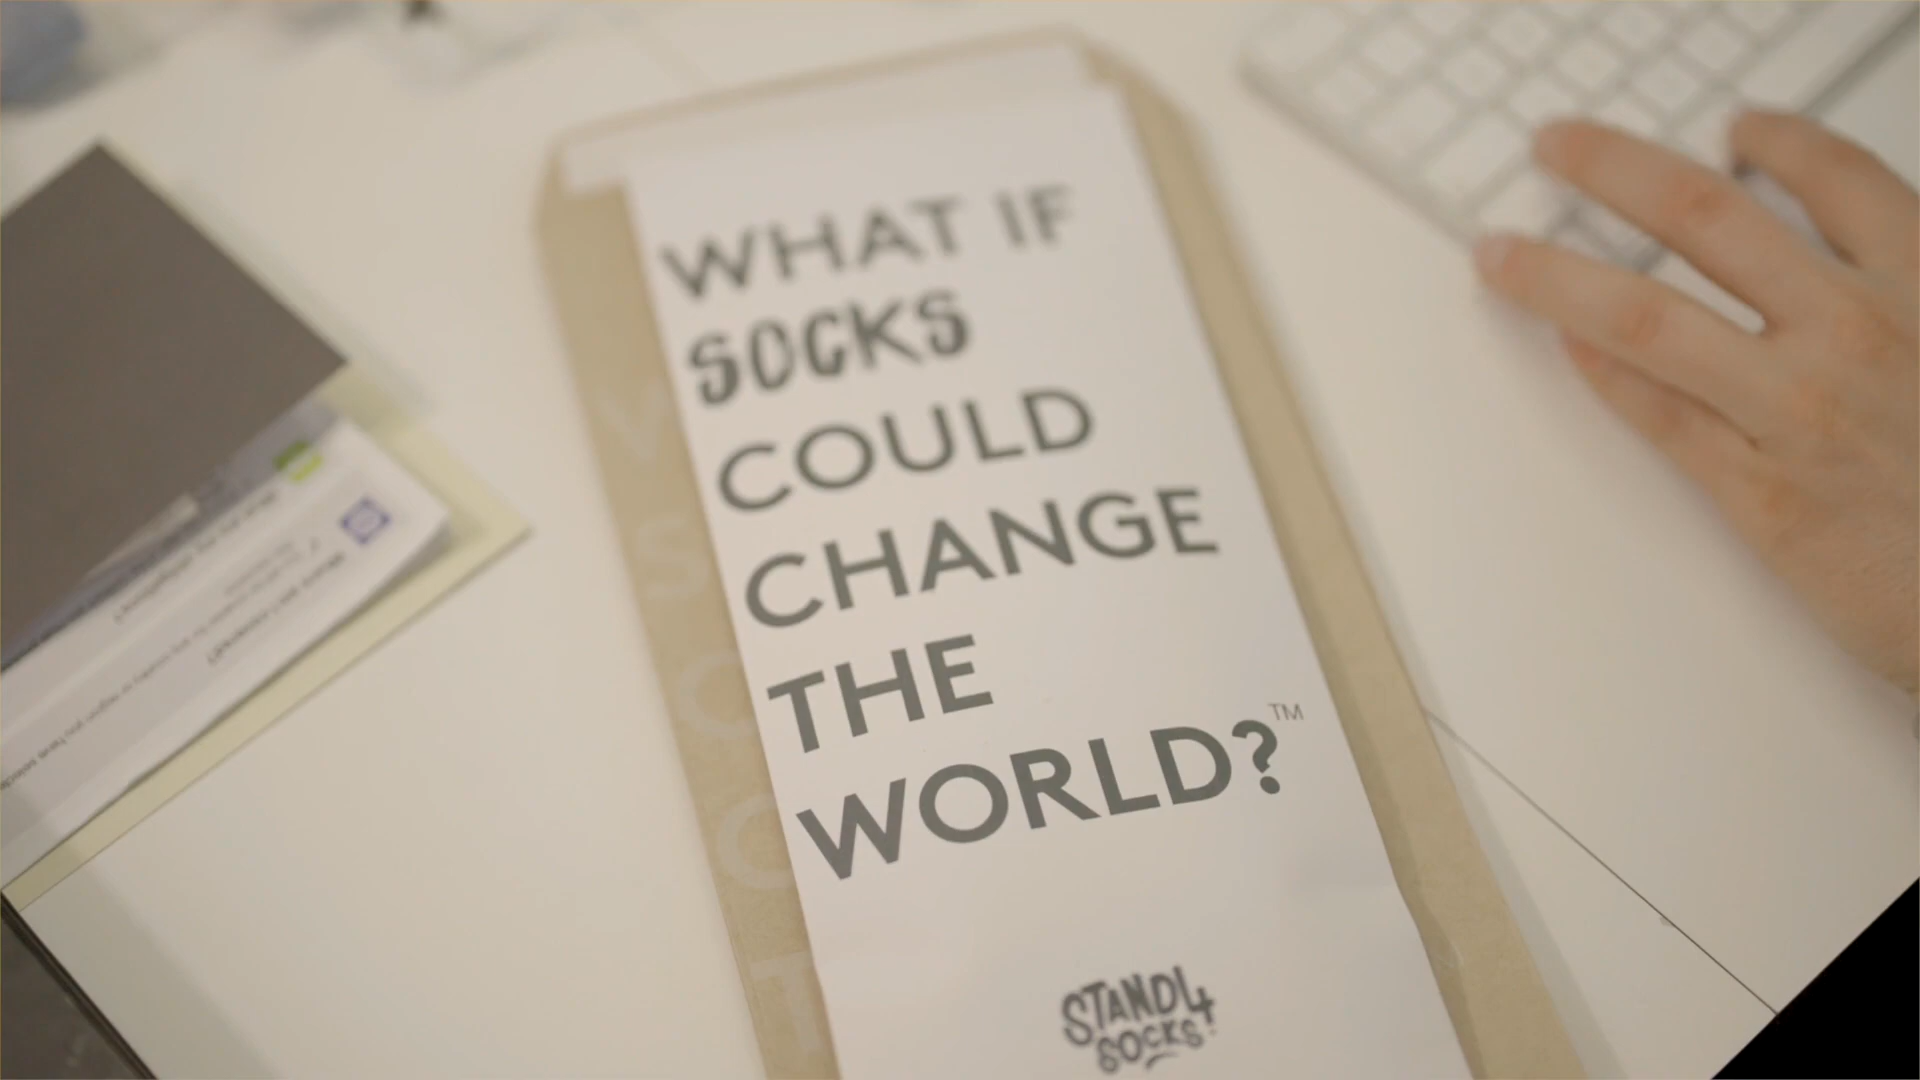 WHAT IF
SOCKS
COULD
CHANGE
THE
WORLD?™
STAND4
SOCKS